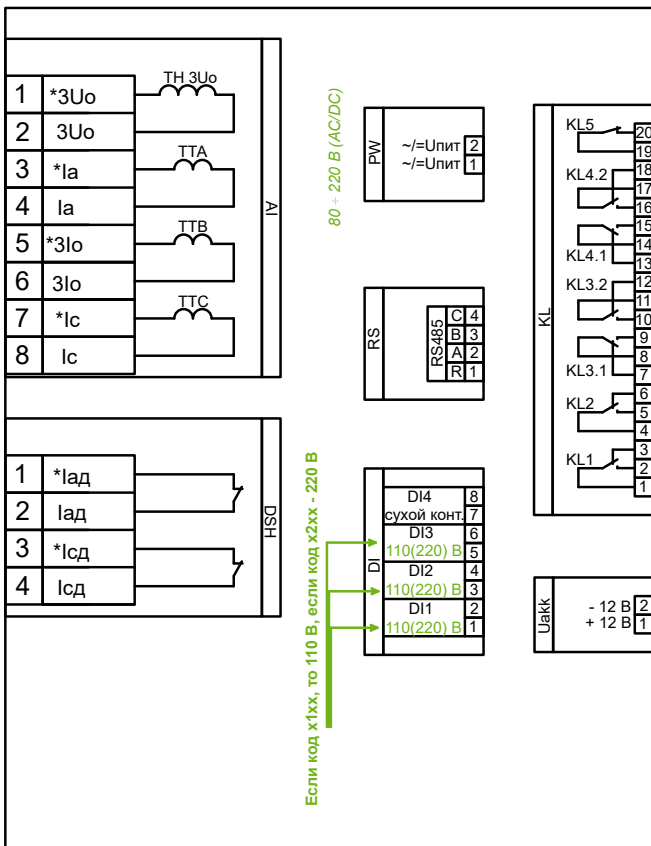 1 *3Uo
2 3Uo
3 *Ia
4 Ia
5 *3Io
6 3Io
7 *Ic
8 Ic
ТН 3Uo
ТТА
ТТВ
ТТС
AI
1 *Iад
2 Iад
3 *Iсд
4 Iсд
DSH
80 ÷ 220 В (AC/DC)
PW
~/=Uпит 2
~/=Uпит 1
RS
RS485
C 4
B 3
A 2
R 1
Если код х1хх, то 110 В, если код х2хх - 220 В
DI
DI4 8
сухой конт. 7
DI3 6
110(220) В 5
DI2 4
110(220) В 3
DI1 2
110(220) В 1
KL
KL5
KL4.2
KL4.1
KL3.2
KL3.1
KL2
KL1
20
19
18
17
16
15
14
13
12
11
10
9
8
7
6
5
4
3
2
1
Uakk
- 12 В 2
+ 12 В 1